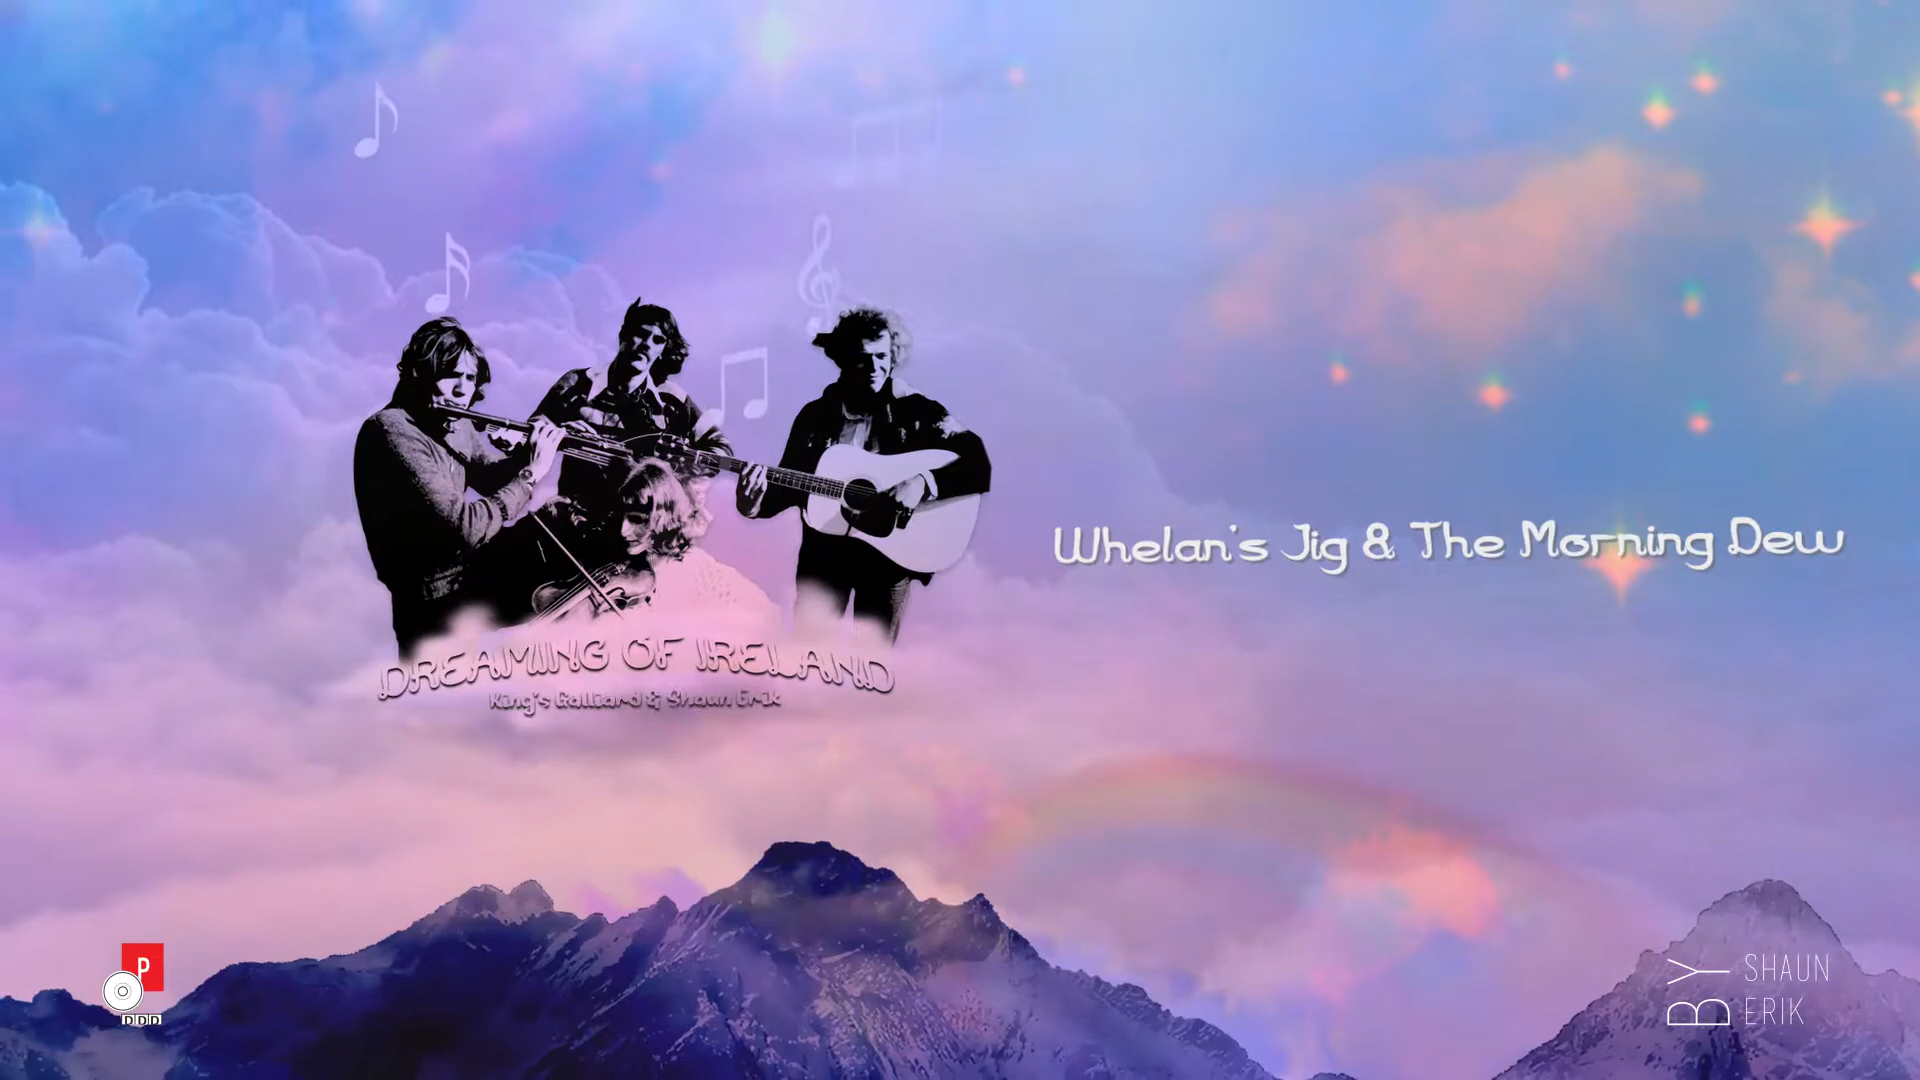 Whelan's Jig & The Morning Dew
DREAMING OF IRELAND
King's Galliard & Shaun Erik
P
DDD
BY
SHAUN
ERIK